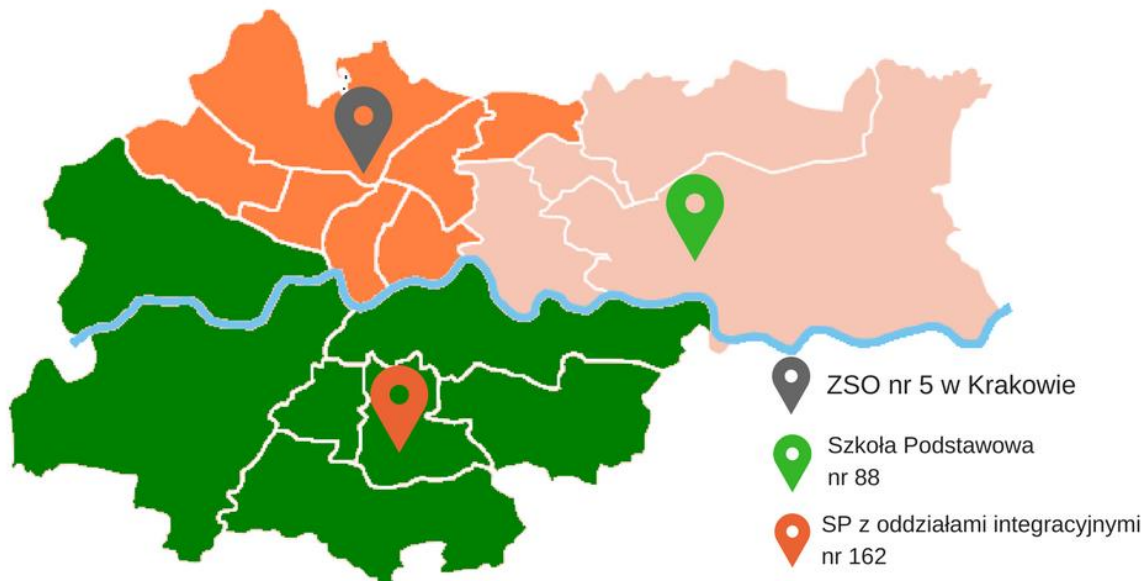 ZSO nr 5 w Krakowie
Szkoła Podstawowa
nr 88
SP z oddziałami integracyjnymi
nr 162